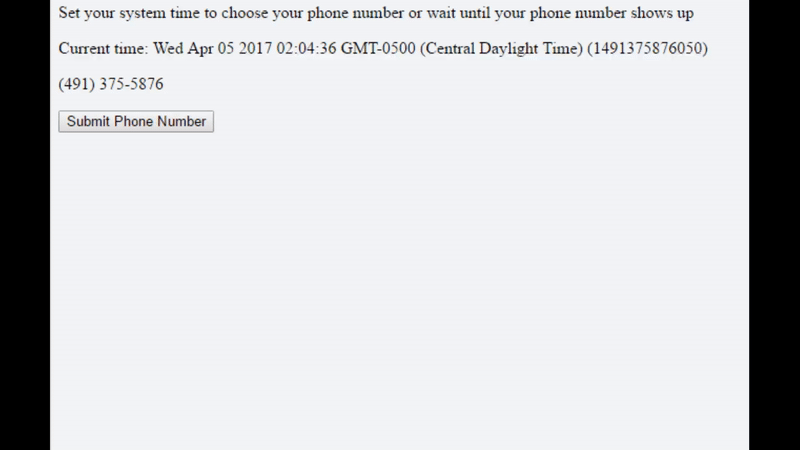 Set your system time to choose your phone number or wait until your phone number shows up
Current time: Wed Apr 05 2017 02:04:36 GMT-0500 (Central Daylight Time) (1491375876050)
(491) 375-5876
Submit Phone Number